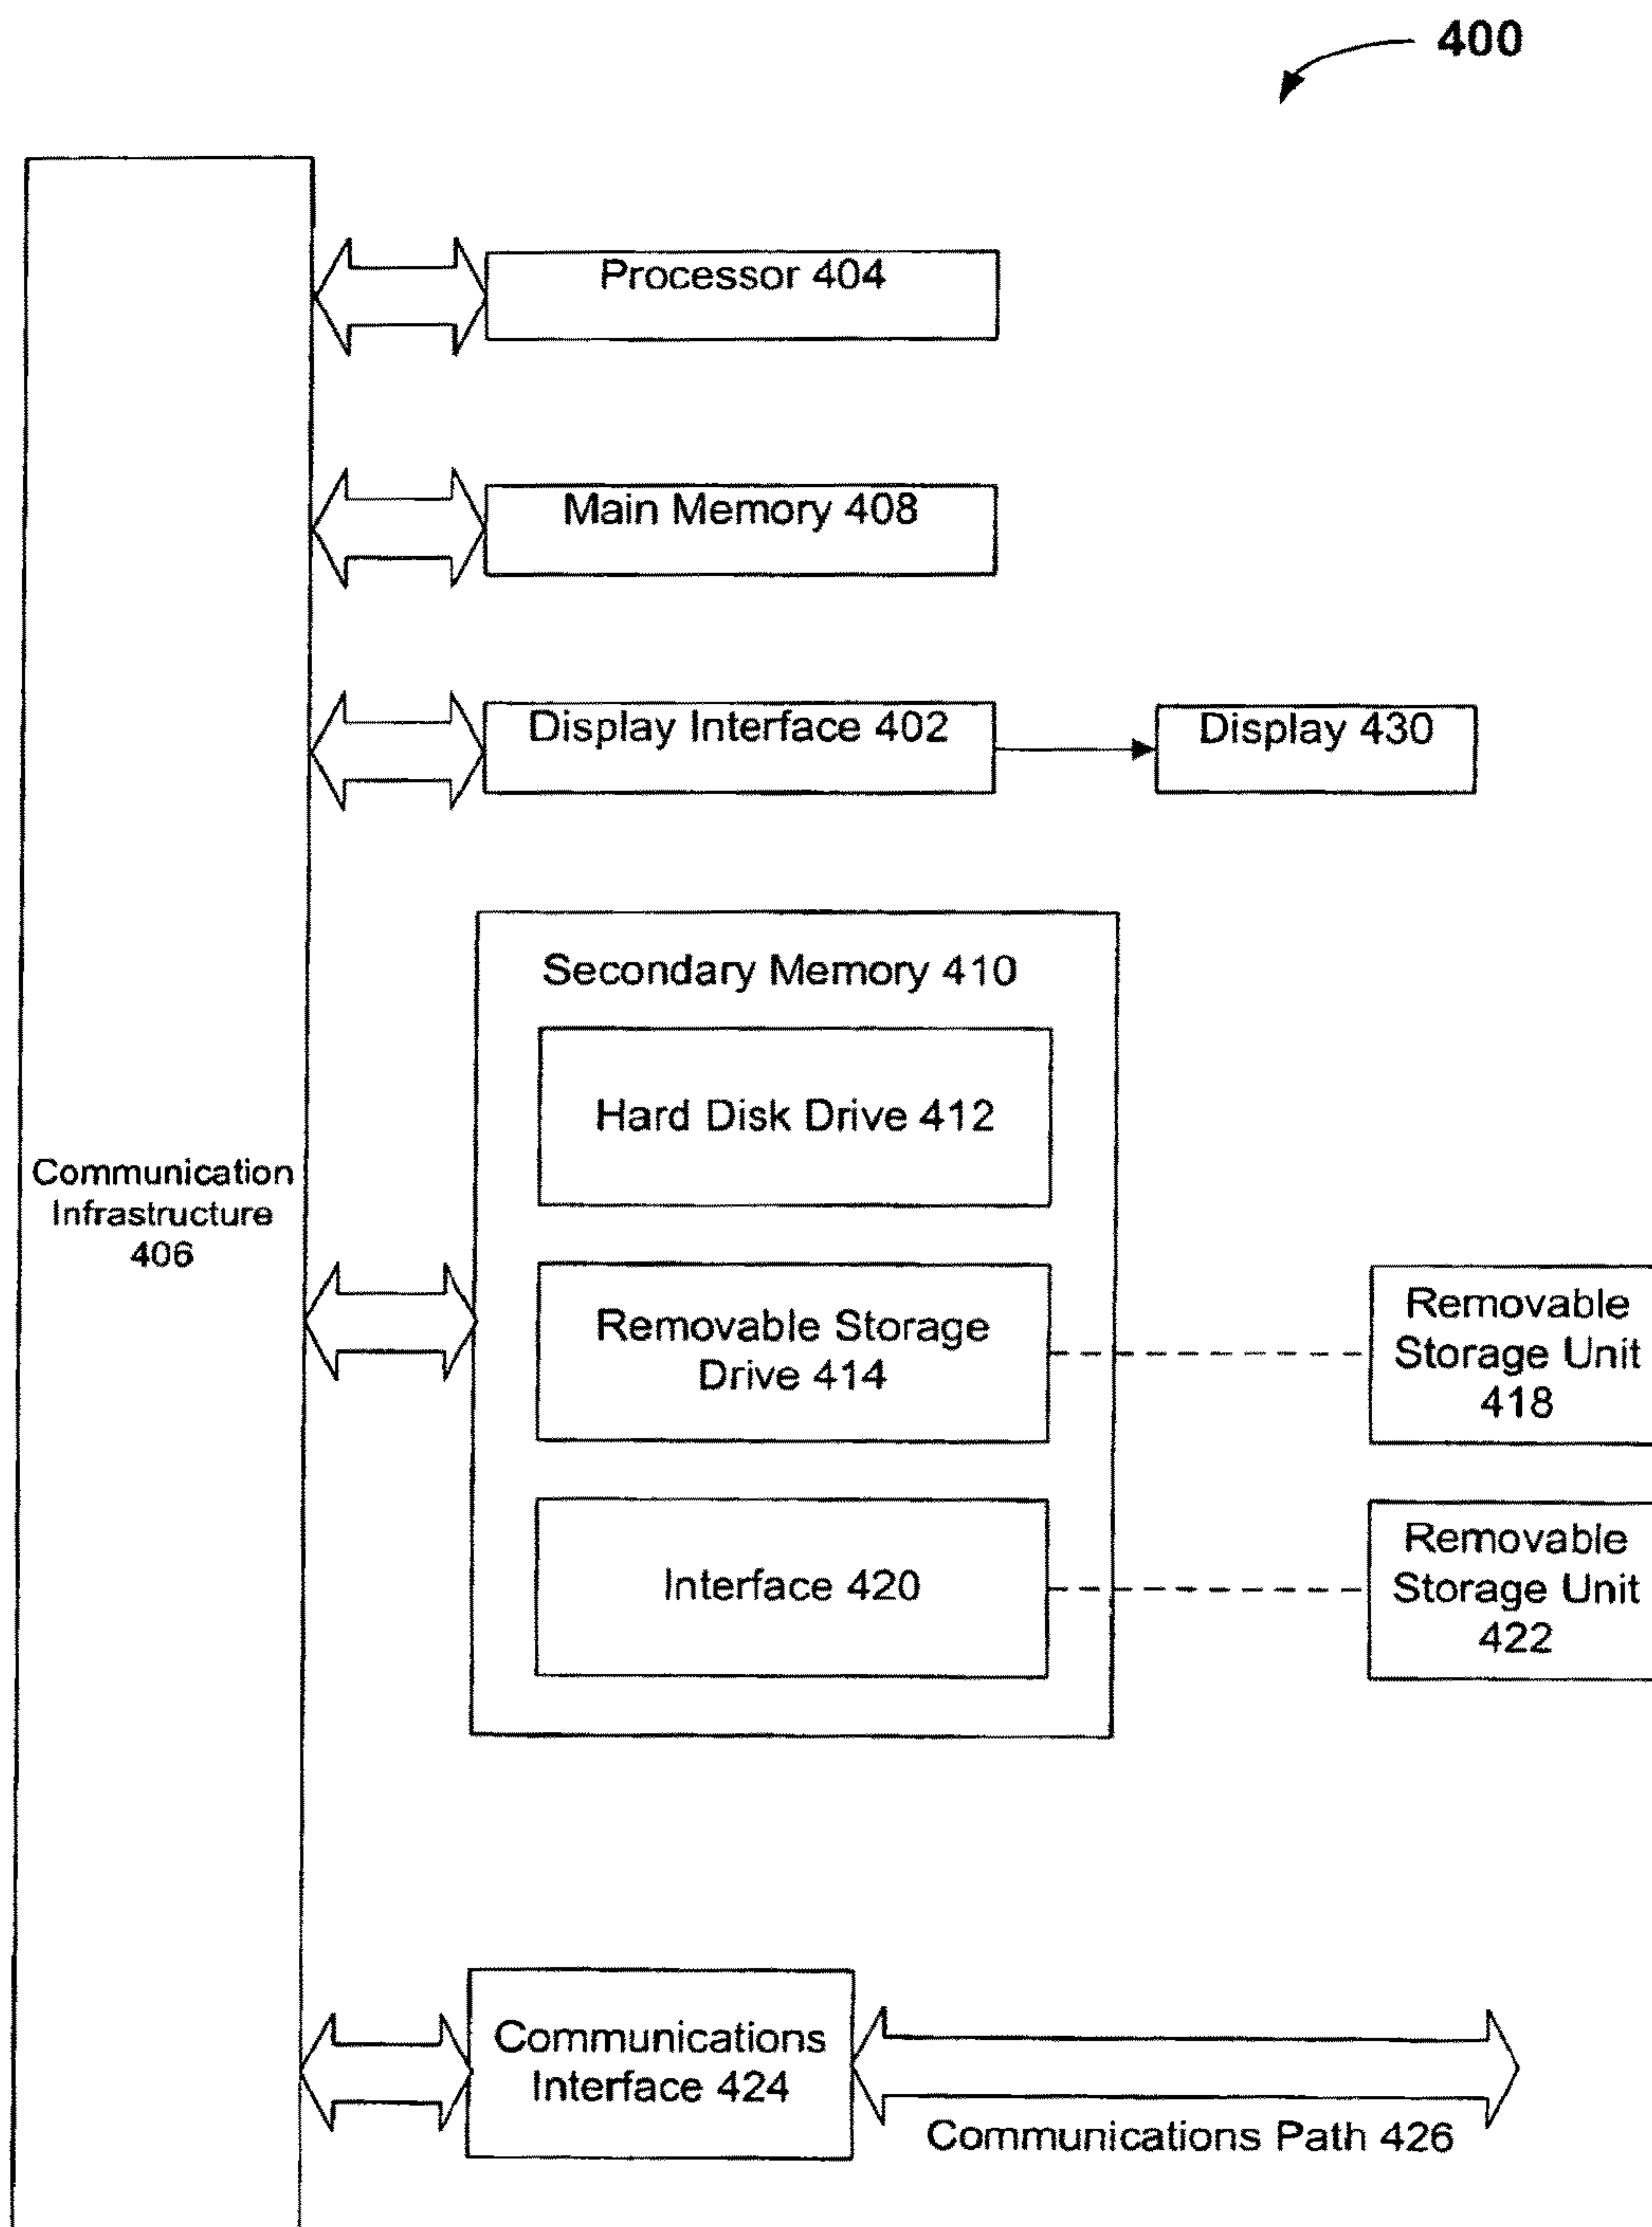 400
Processor 404
Main Memory 408
Display Interface 402
Display 430
Secondary Memory 410
Hard Disk Drive 412
Communication
Infrastructure
406
Removable Storage
Drive 414
Removable
Storage Unit
418
Interface 420
Removable
Storage Unit
422
Communications
Interface 424
Communications Path 426